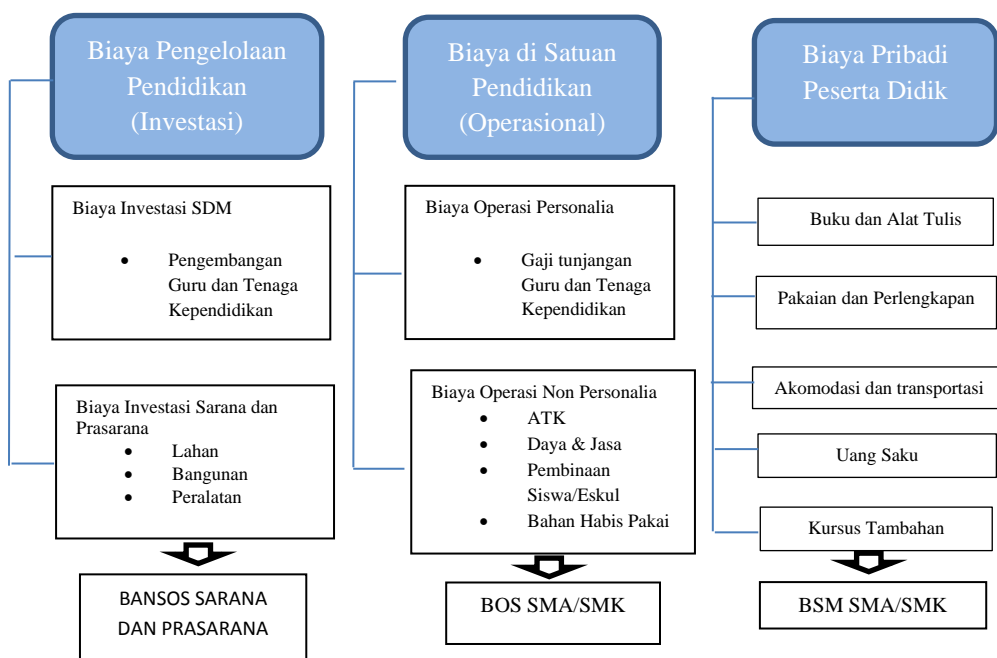 Biaya Pengelolaan
Pendidikan
(Investasi)
Biaya Investasi SDM
• Pengembangan
Guru dan Tenaga
Kependidikan
Biaya Investasi Sarana dan
Prasarana
• Lahan
• Bangunan
• Peralatan
BANSOS SARANA
DAN PRASARANA
Biaya di Satuan
Pendidikan
(Operasional)
Biaya Operasi Personalia
• Gaji tunjangan
Guru dan Tenaga
Kependidikan
Biaya Operasi Non Personalia
• ATK
• Daya & Jasa
• Pembinaan
Siswa/Eskul
• Bahan Habis Pakai
BOS SMA/SMK
Biaya Pribadi
Peserta Didik
Buku dan Alat Tulis
Pakaian dan Perlengkapan
Akomodasi dan transportasi
Uang Saku
Kursus Tambahan
BSM SMA/SMK